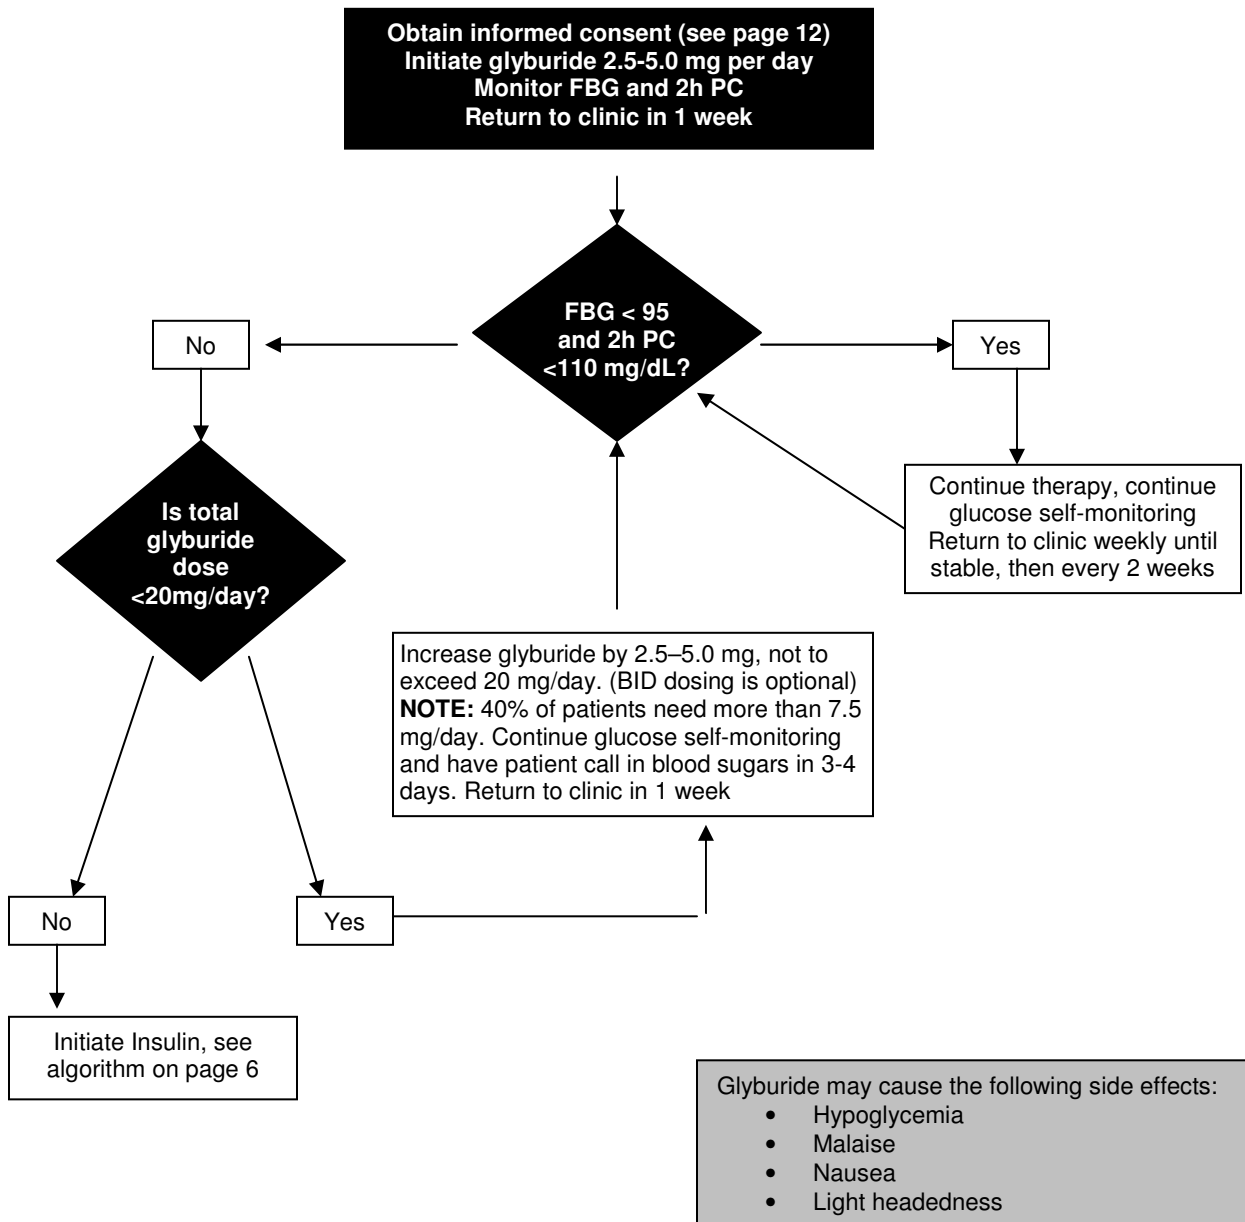 Obtain informed consent (see page 12)
Initiate glyburide 2.5-5.0 mg per day
Monitor FBG and 2h PC
Return to clinic in 1 week
FBG < 95
and 2h PC
<110 mg/dL?
No
Yes
Is total
glyburide
dose
<20mg/day?
Continue therapy, continue
glucose self-monitoring
Return to clinic weekly until
stable, then every 2 weeks
Increase glyburide by 2.5–5.0 mg, not to
exceed 20 mg/day. (BID dosing is optional)
NOTE: 40% of patients need more than 7.5
mg/day. Continue glucose self-monitoring
and have patient call in blood sugars in 3-4
days. Return to clinic in 1 week
No
Yes
Initiate Insulin, see
algorithm on page 6
Glyburide may cause the following side effects:
• Hypoglycemia
• Malaise
• Nausea
• Light headedness